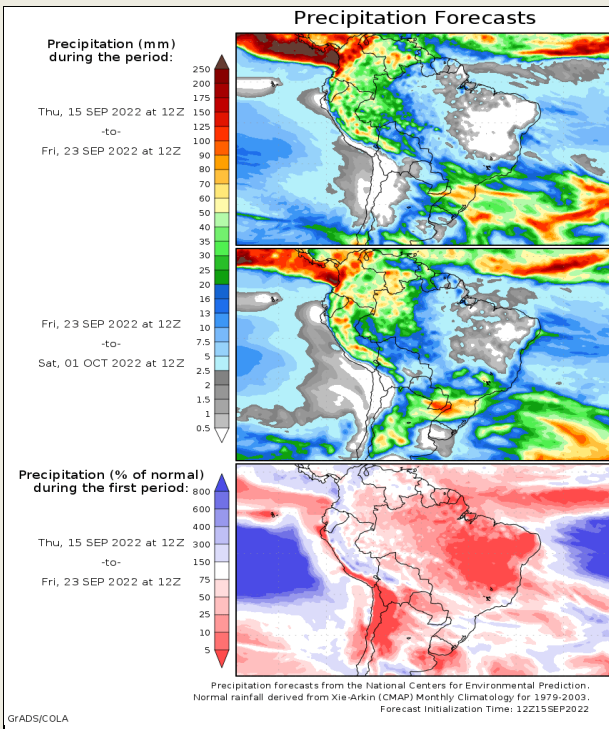 Precipitation Forecasts
Precipitation (mm)
during the period:
Thu, 15 SEP 2022 at 12Z
-to-
Fri, 23 SEP 2022 at 12Z
250
200
175
150
125
100
90
80
70
60
50
40
35
30
25
20
16
13
10
7.5
5
2.5
2
1.5
1
0.5
Fri, 23 SEP 2022 at 12Z
-to-
Sat, 01 OCT 2022 at 12Z
Precipitation (% of normal)
during the first period:
Thu, 15 SEP 2022 at 12Z
-to-
Fri, 23 SEP 2022 at 12Z
800
600
400
300
150
75
50
25
10
5
Precipitation forecasts from the National Centers for Environmental Prediction.
Normal rainfall derived from Xie-Arkin (CMAP) Monthly Climatology for 1979-2003.
Forecast Initialization Time: 12Z15SEP2022
GrADS/COLA